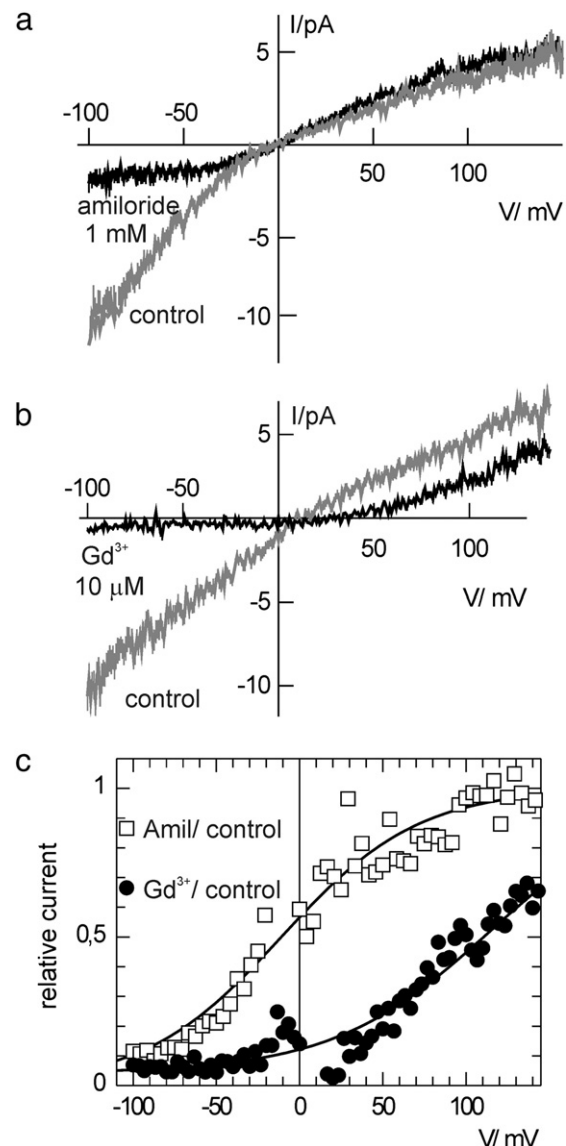 a
I/pA
5
-100 -50
50 100
amiloride
1 mM
V/ mV
-5
control
-10
b
I/pA
5
-100 -50
Gd³⁺
50 100
10 μM
V/ mV
-5
control
-10
c
1
Amil/ control
Gd³⁺/ control
relative current
0,5
0
-100 -50 0 50 100
V/ mV